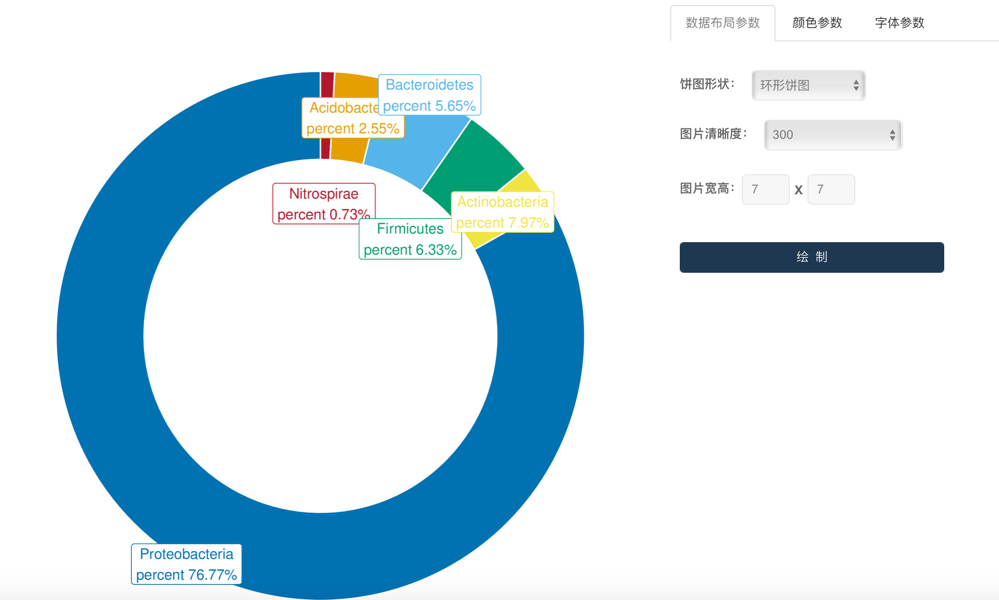 数据布局参数
颜色参数
字体参数
饼图形状：
环形饼图
图片清晰度：
300
图片宽高：
7
X
7
绘 制
Bacteroidetes
percent 5.65%
Acidobacte
percent 2.55%
Nitrospirae
percent 0.73%
Actinobacteria
percent 7.97%
Firmicutes
percent 6.33%
Proteobacteria
percent 76.77%